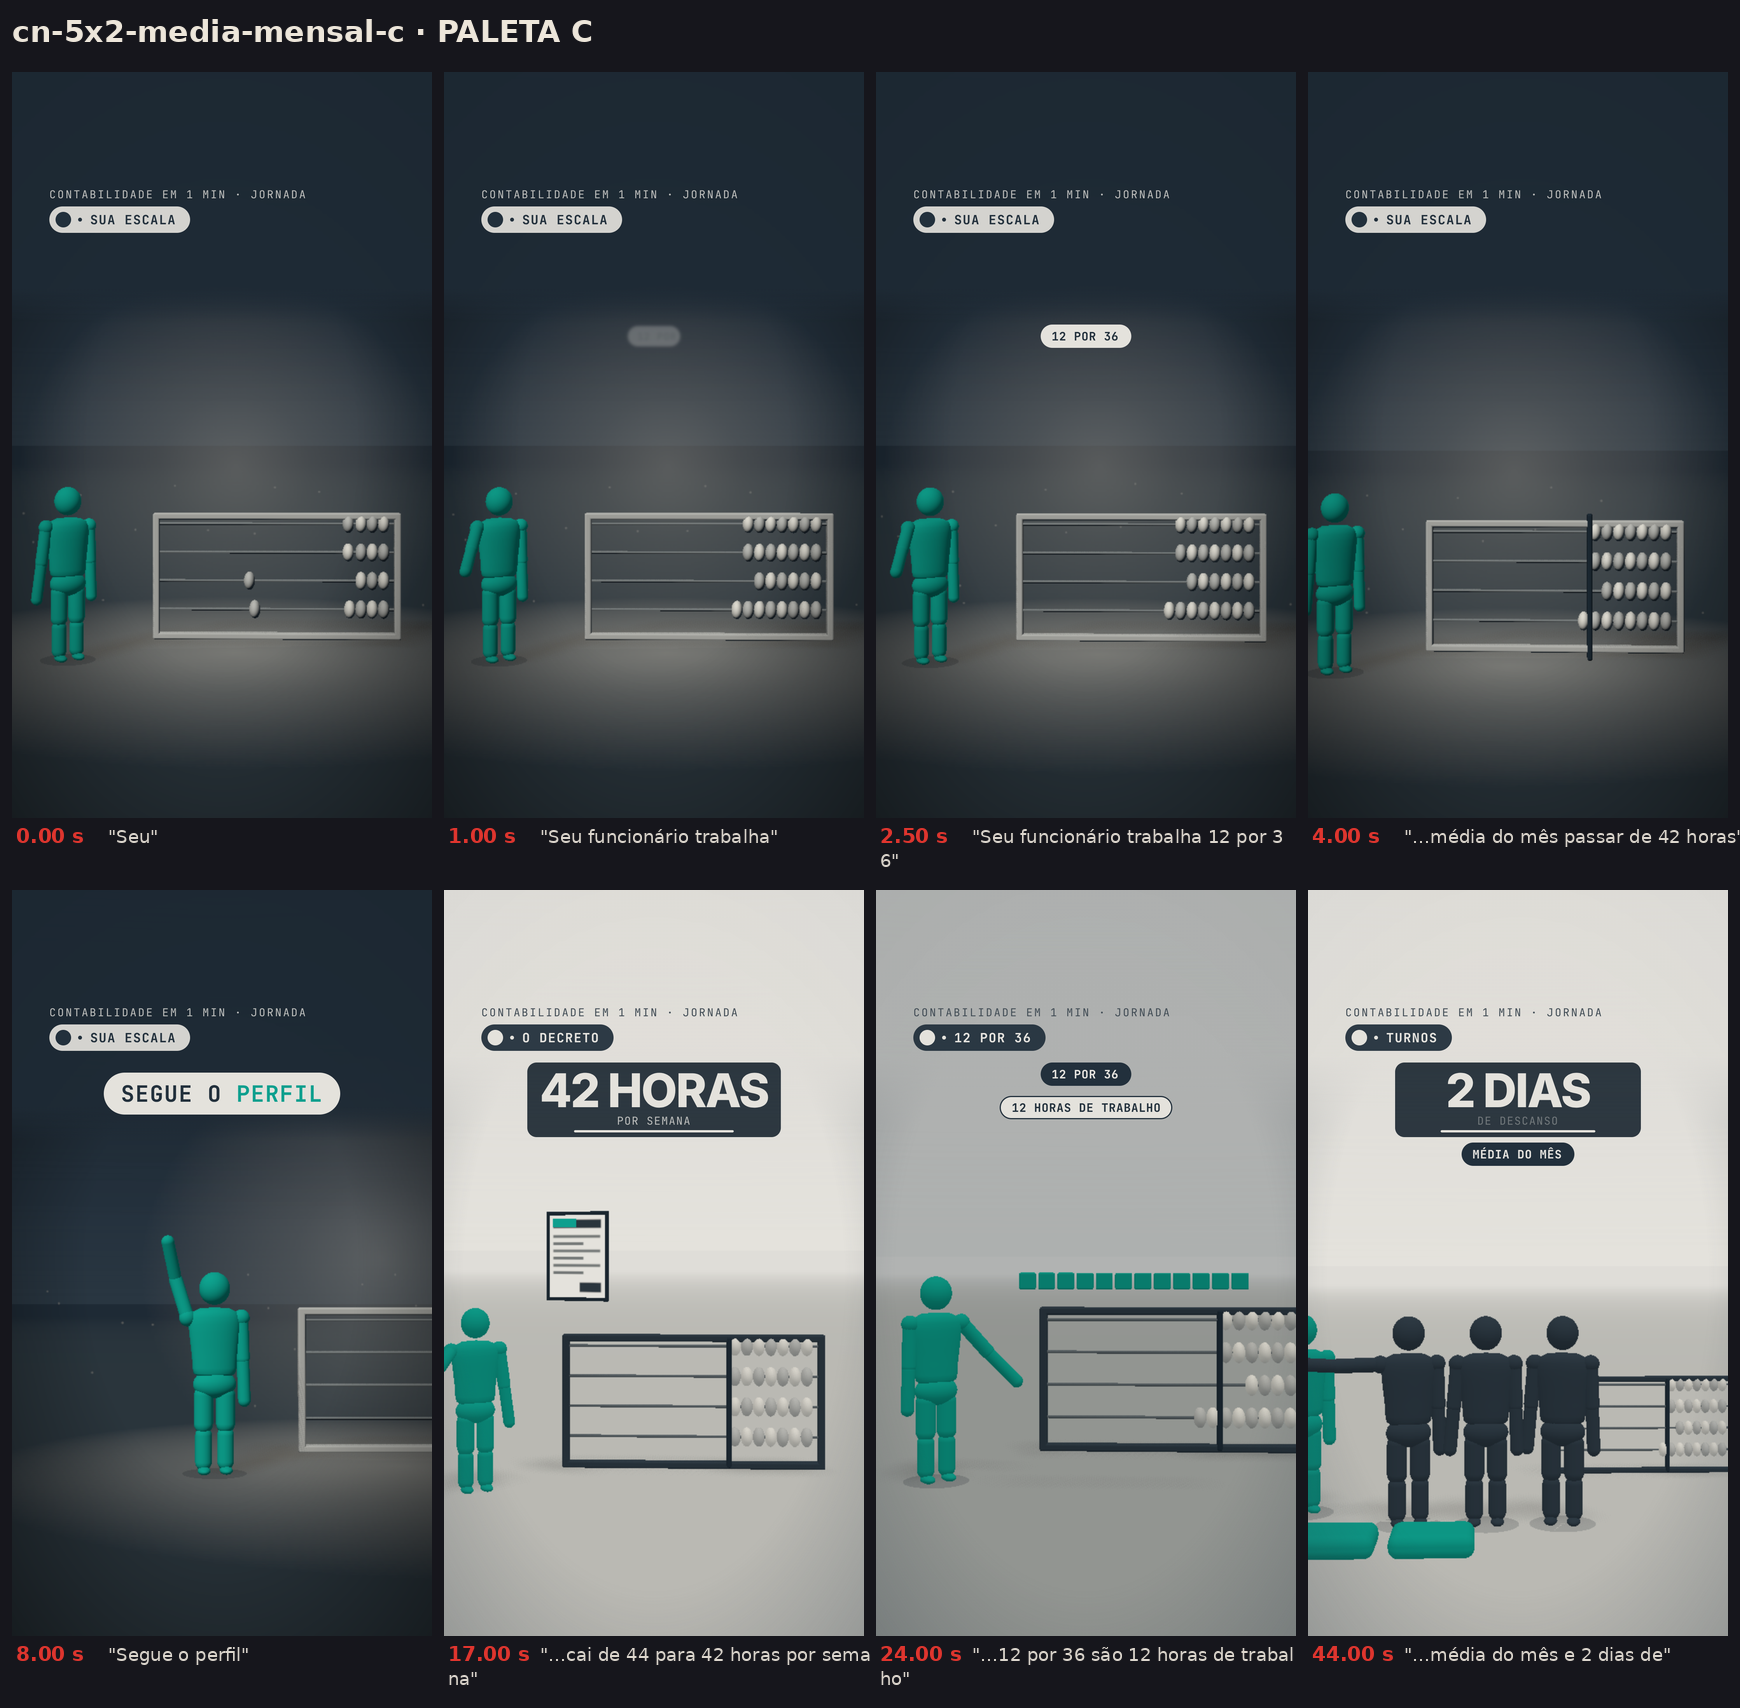 cn-5x2-media-mensal-c · PALETA C
CONTABILIDADE EM 1 MIN · JORNADA
• SUA ESCALA
0.00 s "Seu"
CONTABILIDADE EM 1 MIN · JORNADA
• SUA ESCALA
1.00 s "Seu funcionário trabalha"
CONTABILIDADE EM 1 MIN · JORNADA
• SUA ESCALA
12 POR 36
2.50 s "Seu funcionário trabalha 12 por 3
6"
CONTABILIDADE EM 1 MIN · JORNADA
• SUA ESCALA
4.00 s "...média do mês passar de 42 horas"
CONTABILIDADE EM 1 MIN · JORNADA
• SUA ESCALA
SEGUE O PERFIL
8.00 s "Segue o perfil"
CONTABILIDADE EM 1 MIN · JORNADA
• O DECRETO
42 HORAS
POR SEMANA
17.00 s "...cai de 44 para 42 horas por sema
na"
CONTABILIDADE EM 1 MIN · JORNADA
• 12 POR 36
12 POR 36
12 HORAS DE TRABALHO
24.00 s "...12 por 36 são 12 horas de trabal
ho"
CONTABILIDADE EM 1 MIN · JORNADA
• TURNOS
2 DIAS
DE DESCANSO
MÉDIA DO MÊS
44.00 s "...média do mês e 2 dias de"